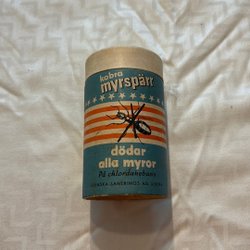 kobra
myrspärr
dödar
alla myror
På chlordanebasis